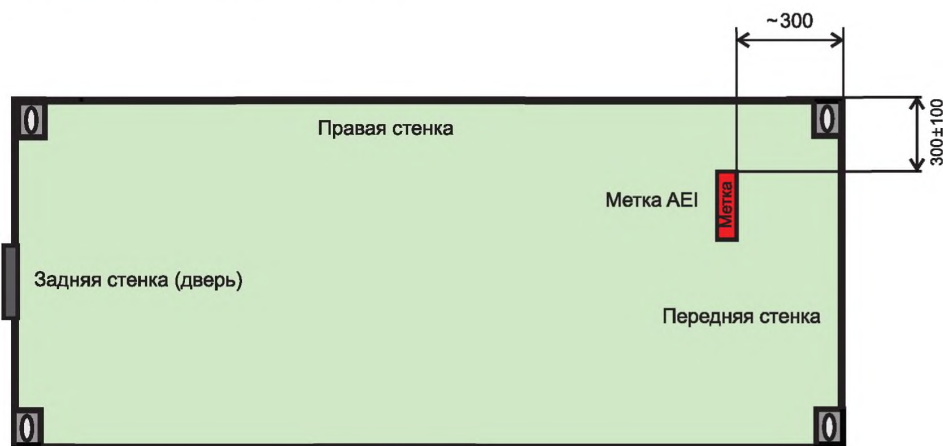 ~300
300±100
Правая стенка
Метка AEI
Метка
Задняя стенка (дверь)
Передняя стенка